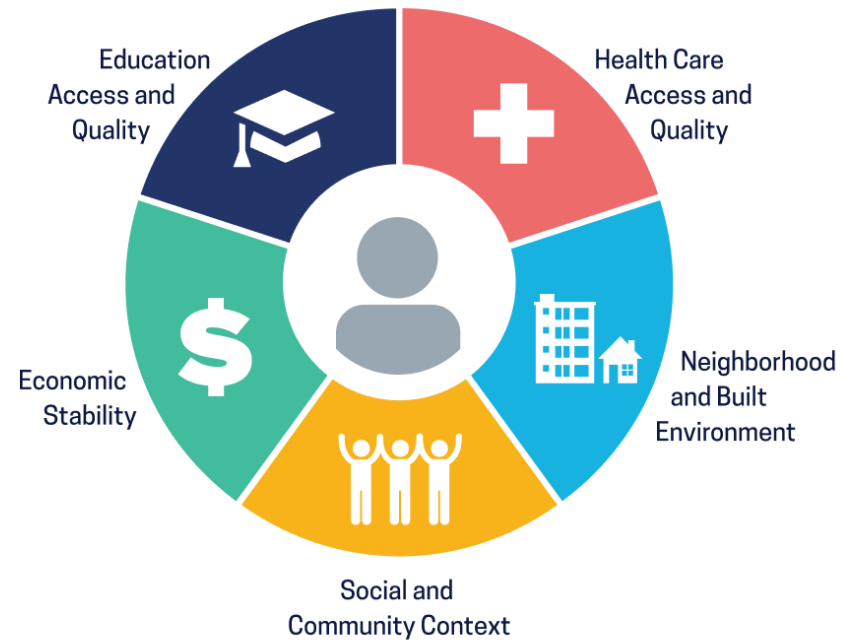 Education
Access and
Quality
Health Care
Access and
Quality
Economic
Stability
Neighborhood
and Built
Environment
Social and
Community Context